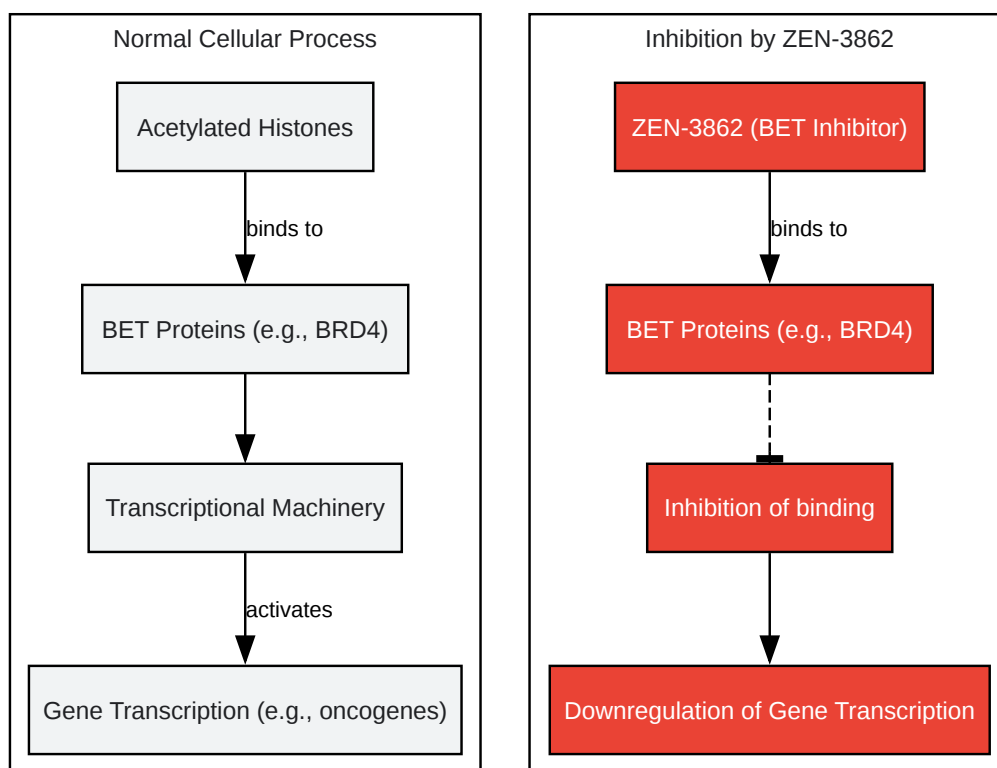 Normal Cellular Process
Acetylated Histones
binds to
BET Proteins (e.g., BRD4)
Transcriptional Machinery
activates
Gene Transcription (e.g., oncogenes)
Inhibition by ZEN-3862
ZEN-3862 (BET Inhibitor)
binds to
BET Proteins (e.g., BRD4)
Inhibition of binding
Downregulation of Gene Transcription